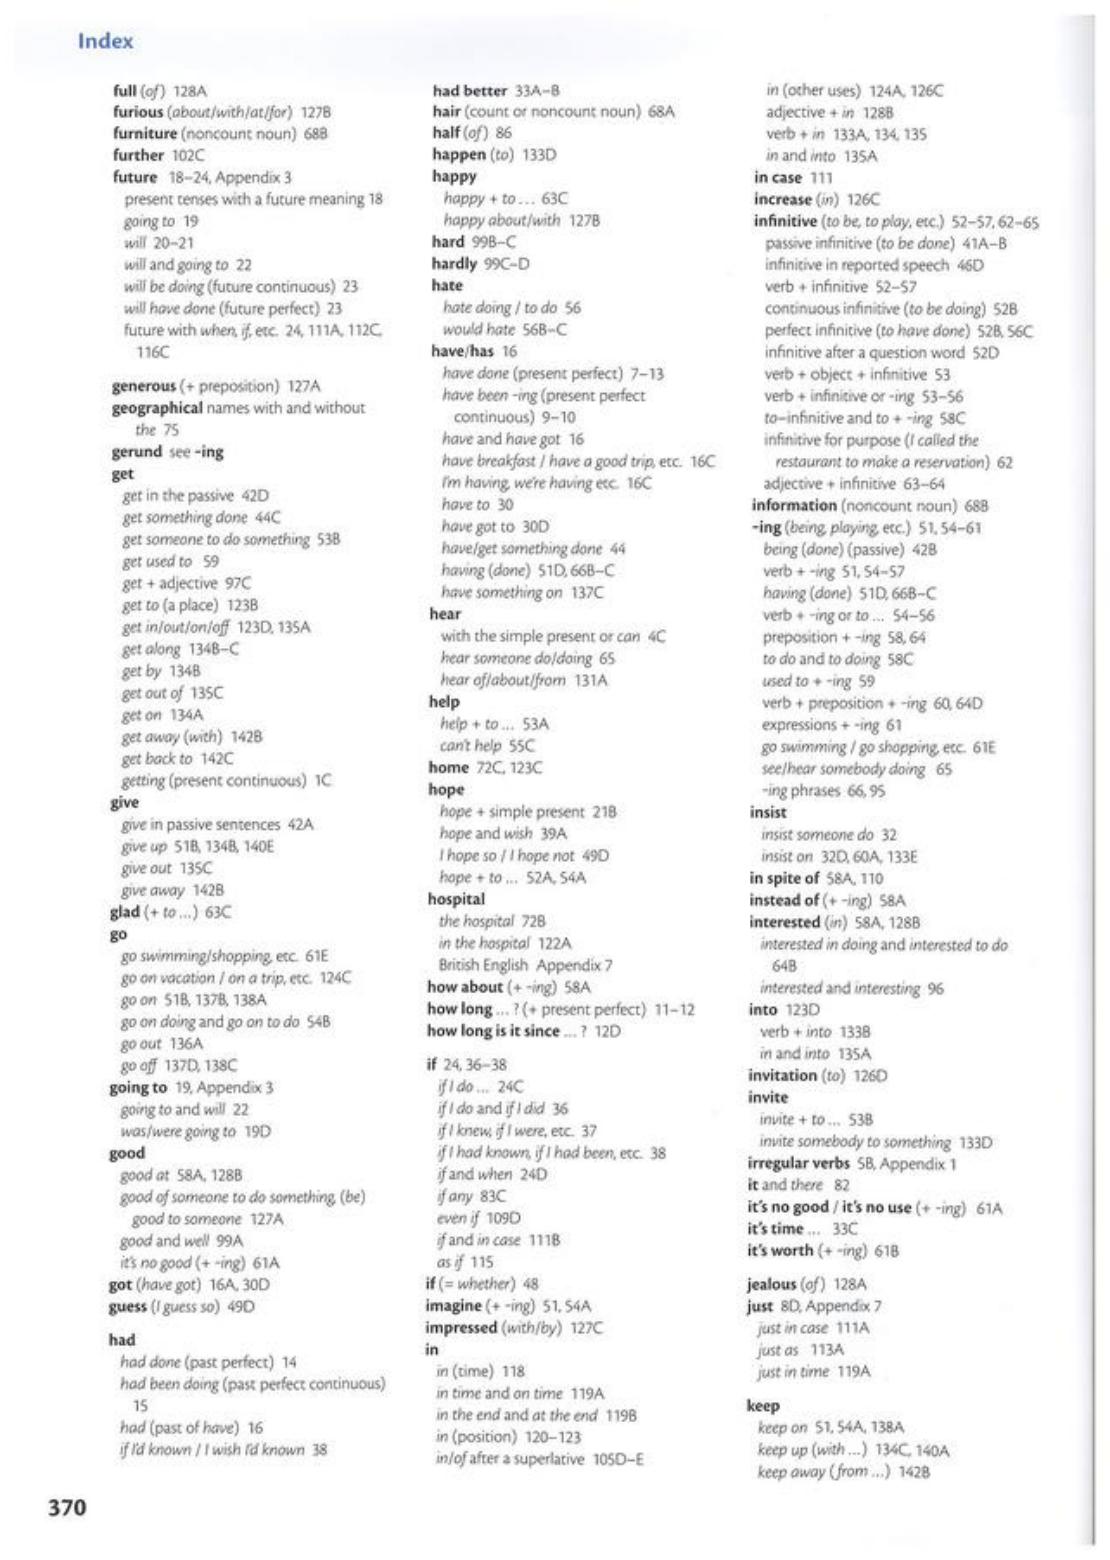 Index
full (of) 128A
furious (about/with/at/for) 127B
furniture (noncount noun) 68B
further 102C
future 18–24, Appendix 3
present tenses with a future meaning 18
going to 19
will 20–21
will and going to 22
will be doing (future continuous) 23
will have done (future perfect) 23
future with when, if, etc. 24, 111A, 112C,
116C
generous (+ preposition) 127A
geographical names with and without
the 75
gerund see -ing
get
get in the passive 42D
get something done 44C
get someone to do something 53B
get used to 59
get + adjective 97C
get to (a place) 123B
get in/out/on/off 123D, 135A
get along 134B–C
get by 134B
get out of 135C
get on 134A
get away (with) 142B
get back to 142C
getting (present continuous) 1C
give
give in passive sentences 42A
give up 51B, 134B, 140E
give out 135C
give away 142B
glad (+ to ...) 63C
go
go swimming/shopping, etc. 61E
go on vacation / on a trip, etc. 124C
go on 51B, 137B, 138A
go on doing and go on to do 54B
go out 136A
go off 137D, 138C
going to 19, Appendix 3
going to and will 22
was/were going to 19D
good
good at 58A, 128B
good of someone to do something, (be)
good to someone 127A
good and well 99A
it's no good (+ -ing) 61A
got (have got) 16A, 30D
guess (I guess so) 49D
had
had done (past perfect) 14
had been doing (past perfect continuous)
15
had (past of have) 16
if I'd known / I wish I'd known 38
had better 33A–B
hair (count or noncount noun) 68A
half (of) 86
happen (to) 133D
happy
happy + to ... 63C
happy about/with 127B
hard 99B–C
hardly 99C–D
hate
hate doing / to do 56
would hate 56B–C
have/has 16
have done (present perfect) 7–13
have been -ing (present perfect
continuous) 9–10
have and have got 16
have breakfast / have a good trip, etc. 16C
I'm having, we're having etc. 16C
have to 30
have got to 30D
have/get something done 44
having (done) 51D, 66B–C
have something on 137C
hear
with the simple present or can 4C
hear someone do/doing 65
hear of/about/from 131A
help
help + to ... 53A
can't help 55C
home 72C, 123C
hope
hope + simple present 21B
hope and wish 39A
I hope so / I hope not 49D
hope + to ... 52A, 54A
hospital
the hospital 72B
in the hospital 122A
British English Appendix 7
how about (+ -ing) 58A
how long ... ? (+ present perfect) 11–12
how long is it since ... ? 12D
if 24, 36–38
if I do ... 24C
if I do and if I did 36
if I knew, if I were, etc. 37
if I had known, if I had been, etc. 38
if and when 24D
if any 83C
even if 109D
if and in case 111B
as if 115
if (= whether) 48
imagine (+ -ing) 51, 54A
impressed (with/by) 127C
in
in (time) 118
in time and on time 119A
in the end and at the end 119B
in (position) 120–123
in/of after a superlative 105D–E
in (other uses) 124A, 126C
adjective + in 128B
verb + in 133A, 134, 135
in and into 135A
in case 111
increase (in) 126C
infinitive (to be, to play, etc.) 52–57, 62–65
passive infinitive (to be done) 41A–B
infinitive in reported speech 46D
verb + infinitive 52–57
continuous infinitive (to be doing) 52B
perfect infinitive (to have done) 52B, 56C
infinitive after a question word 52D
verb + object + infinitive 53
verb + infinitive or -ing 53–56
to–infinitive and to + -ing 58C
infinitive for purpose (I called the
restaurant to make a reservation) 62
adjective + infinitive 63–64
information (noncount noun) 68B
-ing (being, playing, etc.) 51, 54–61
being (done) (passive) 42B
verb + -ing 51, 54–57
having (done) 51D, 66B–C
verb + -ing or to ... 54–56
preposition + -ing 58, 64
to do and to doing 58C
used to + -ing 59
verb + preposition + -ing 60, 64D
expressions + -ing 61
go swimming / go shopping, etc. 61E
see/hear somebody doing 65
-ing phrases 66, 95
insist
insist someone do 32
insist on 32D, 60A, 133E
in spite of 58A, 110
instead of (+ -ing) 58A
interested (in) 58A, 128B
interested in doing and interested to do
64B
interested and interesting 96
into 123D
verb + into 133B
in and into 135A
invitation (to) 126D
invite
invite + to ... 53B
invite somebody to something 133D
irregular verbs 5B, Appendix 1
it and there 82
it's no good / it's no use (+ -ing) 61A
it's time ... 33C
it's worth (+ -ing) 61B
jealous (of) 128A
just 8D, Appendix 7
just in case 111A
just as 113A
just in time 119A
keep
keep on 51, 54A, 138A
keep up (with ...) 134C, 140A
keep away (from ...) 142B
370